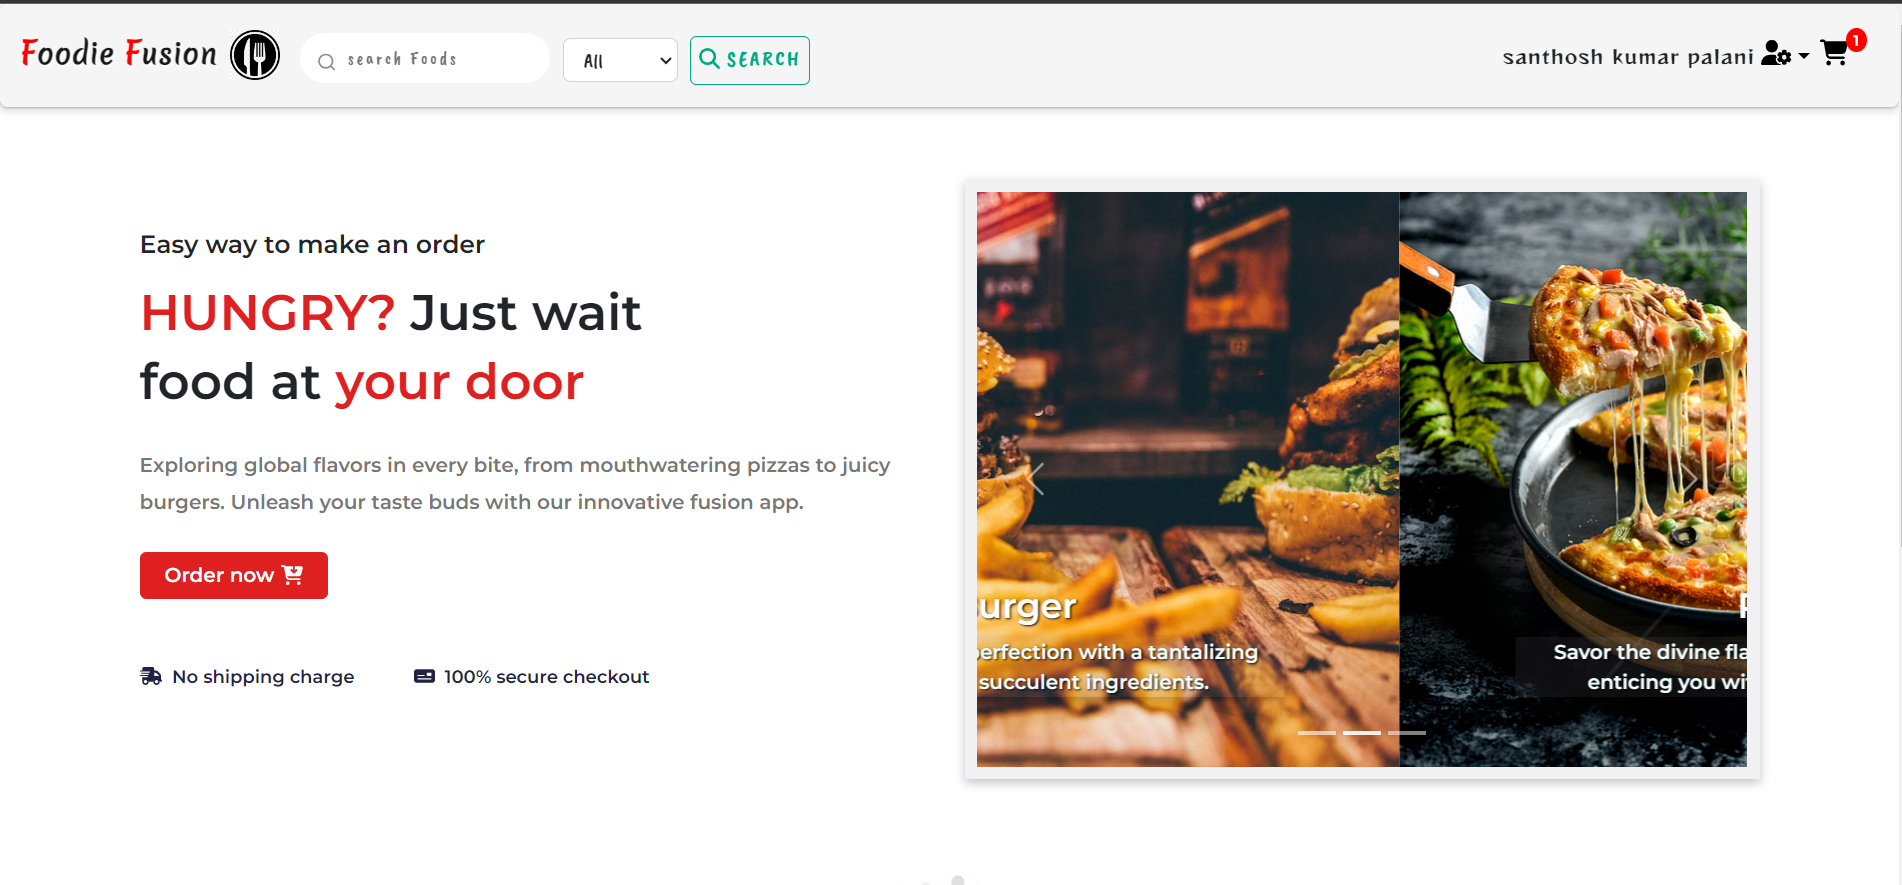 Foodie Fusion
search Foods
All
SEARCH
santhosh kumar palani
1
Easy way to make an order
HUNGRY? Just wait
food at your door
Exploring global flavors in every bite, from mouthwatering pizzas to juicy
burgers. Unleash your taste buds with our innovative fusion app.
Order now
No shipping charge
100% secure checkout
urger
erfection with a tantalizing
succulent ingredients.
Savor the divine fla
enticing you wi